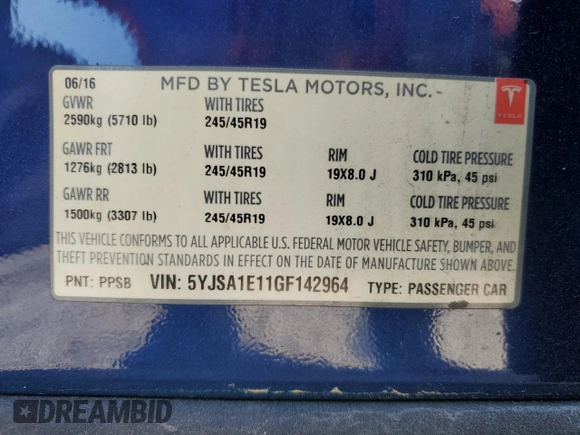 06/16 MFD BY TESLA MOTORS, INC.-
GVWR WITH TIRES
2590kg (5710 lb) 245/45R19
TESLA
GAWR FRT WITH TIRES RIM COLD TIRE PRESSURE
1276kg (2813 lb) 245/45R19 19X8.0 J 310 kPa, 45 psi
GAWR RR WITH TIRES RIM COLD TIRE PRESSURE
1500kg (3307 lb) 245/45R19 19X8.0 J 310 kPa, 45 psi
THIS VEHICLE CONFORMS TO ALL APPLICABLE U.S. FEDERAL MOTOR VEHICLE SAFETY, BUMPER, AND
THEFT PREVENTION STANDARDS IN EFFECT ON THE DATE OF MANUFACTURE SHOWN ABOVE.
PNT: PPSB VIN: 5YJSA1E11GF142964 TYPE: PASSENGER CAR
DREAMBID